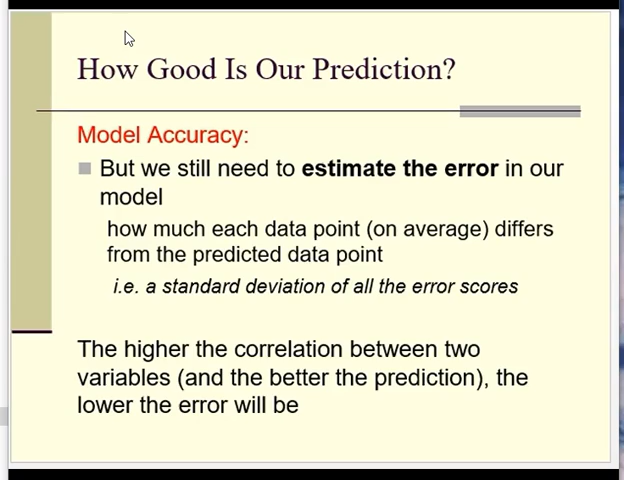 How Good Is Our Prediction?
Model Accuracy:
But we still need to estimate the error in our
model
how much each data point (on average) differs
from the predicted data point
i.e. a standard deviation of all the error scores
The higher the correlation between two
variables (and the better the prediction), the
lower the error will be